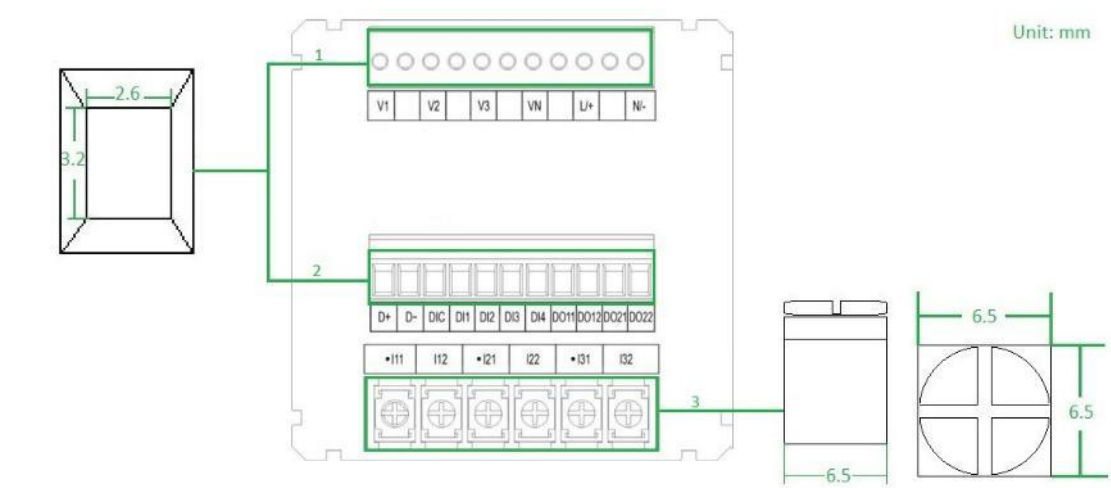 Unit: mm
1
V1 V2 V3 VN L/+ N/-
2.6
3.2
2
D+ D- DIC DI1 DI2 DI3 DI4 DO11 DO12 DO21 DO22
•I11 I12 •I21 I22 •I31 I32
3
6.5
6.5
6.5